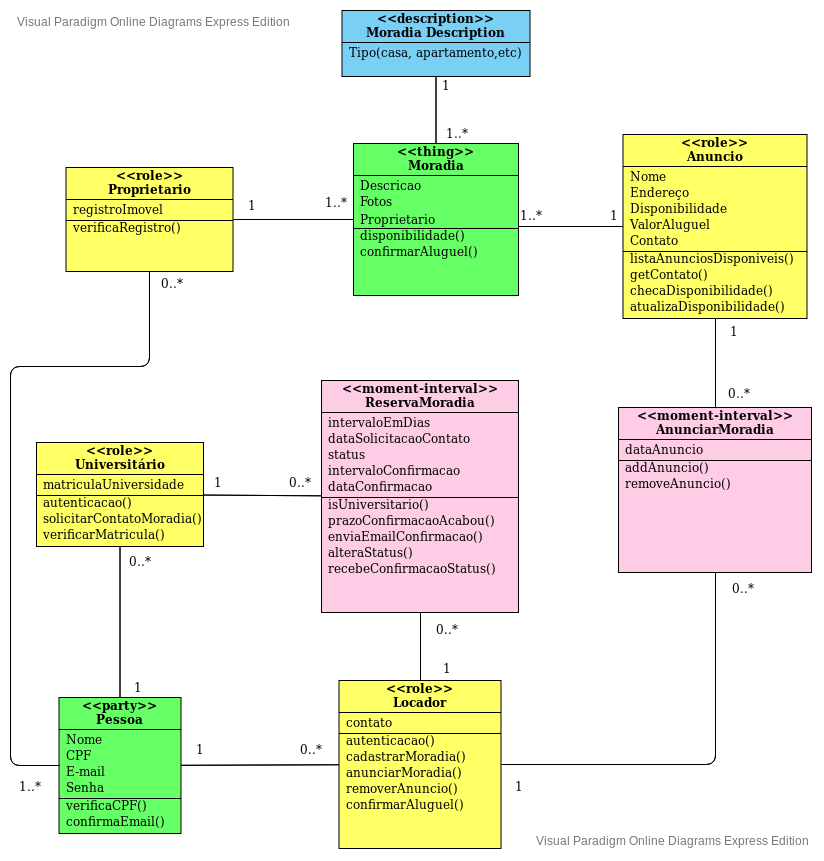 Visual Paradigm Online Diagrams Express Edition
<<description>>
Moradia Description
Tipo(casa, apartamento,etc)
1
1..*
<<thing>>
Moradia
Descricao
Fotos
Proprietario
disponibilidade()
confirmarAluguel()
<<role>>
Anuncio
Nome
Endereço
Disponibilidade
ValorAluguel
Contato
listaAnunciosDisponiveis()
getContato()
checaDisponibilidade()
atualizaDisponibilidade()
<<role>>
Proprietario
registroImovel
verificaRegistro()
1
1..*
1..*
1
0..*
1
0..*
<<moment-interval>>
ReservaMoradia
intervaloEmDias
dataSolicitacaoContato
status
intervaloConfirmacao
dataConfirmacao
isUniversitario()
prazoConfirmacaoAcabou()
enviaEmailConfirmacao()
alteraStatus()
recebeConfirmacaoStatus()
<<moment-interval>>
AnunciarMoradia
dataAnuncio
addAnuncio()
removeAnuncio()
<<role>>
Universitário
matriculaUniversidade
autenticacao()
solicitarContatoMoradia()
verificarMatricula()
1
0..*
0..*
0..*
0..*
1
1
<<party>>
Pessoa
Nome
CPF
E-mail
Senha
verificaCPF()
confirmaEmail()
<<role>>
Locador
contato
autenticacao()
cadastrarMoradia()
anunciarMoradia()
removerAnuncio()
confirmarAluguel()
1
0..*
1..*
1
Visual Paradigm Online Diagrams Express Edition